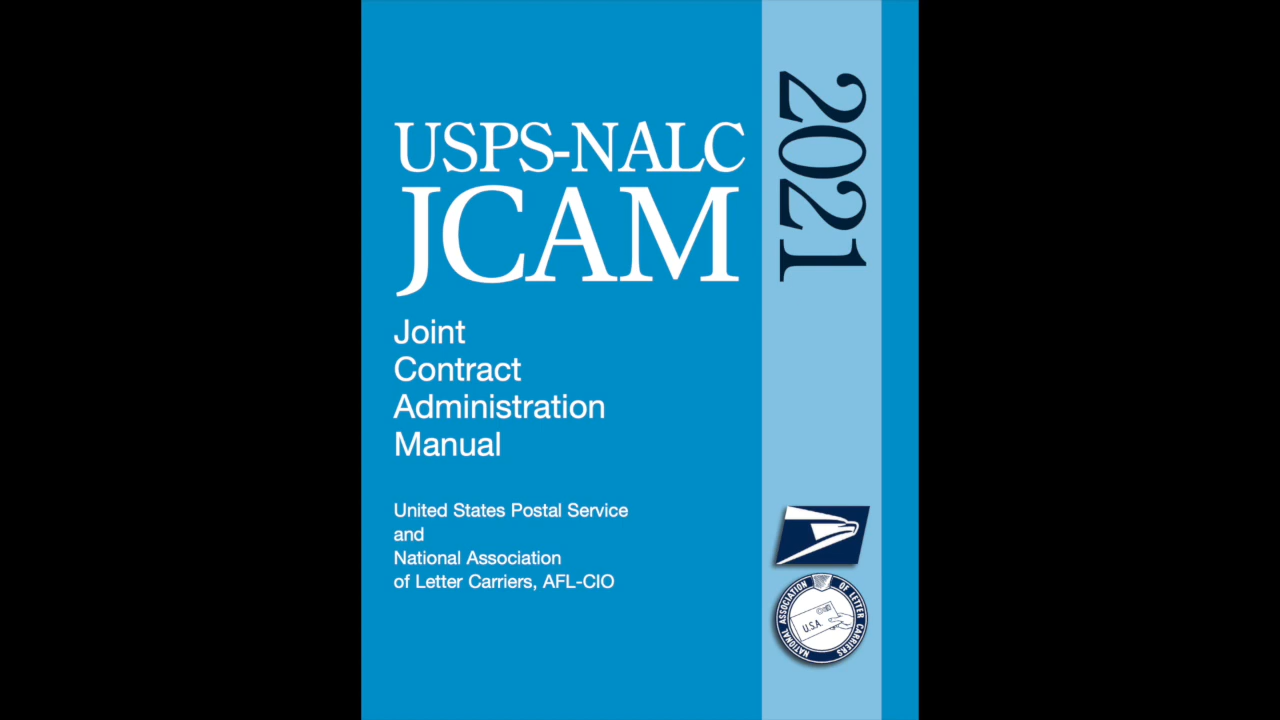 USPS-NALC
JCAM
Joint
Contract
Administration
Manual
United States Postal Service
and
National Association
of Letter Carriers, AFL-CIO
2021
NATIONAL ASSOCIATION OF LETTER CARRIERS
U.S.A.